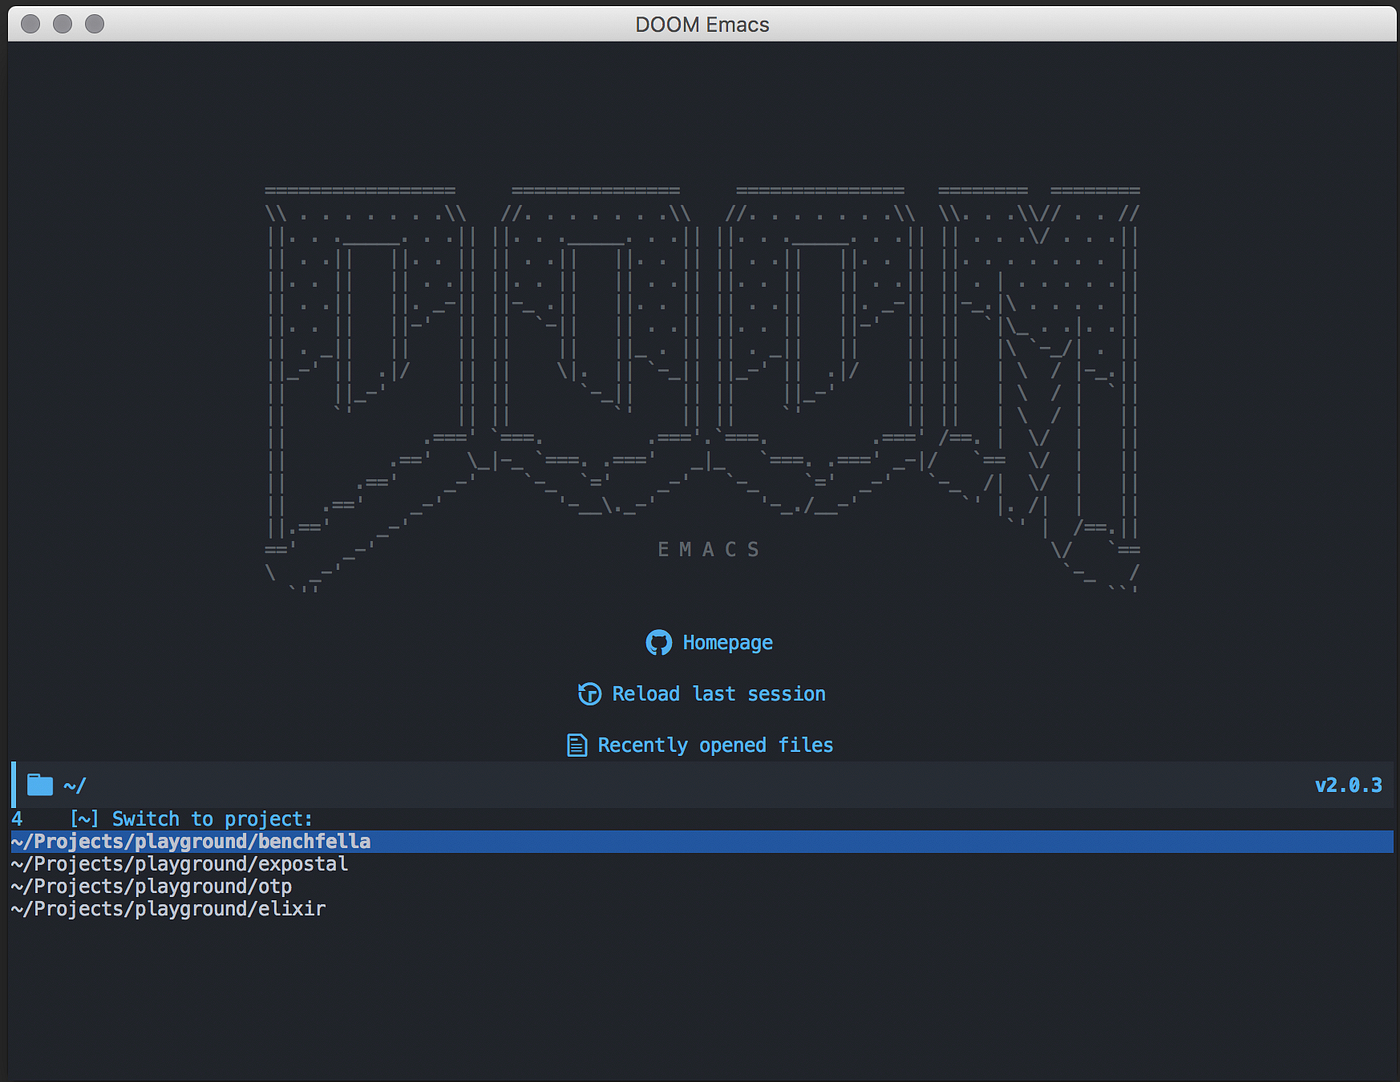 DOOM Emacs
E M A C S
Homepage
Reload last session
Recently opened files
~/ v2.0.3
4 [~] Switch to project:
~/Projects/playground/benchfella
~/Projects/playground/expostal
~/Projects/playground/otp
~/Projects/playground/elixir